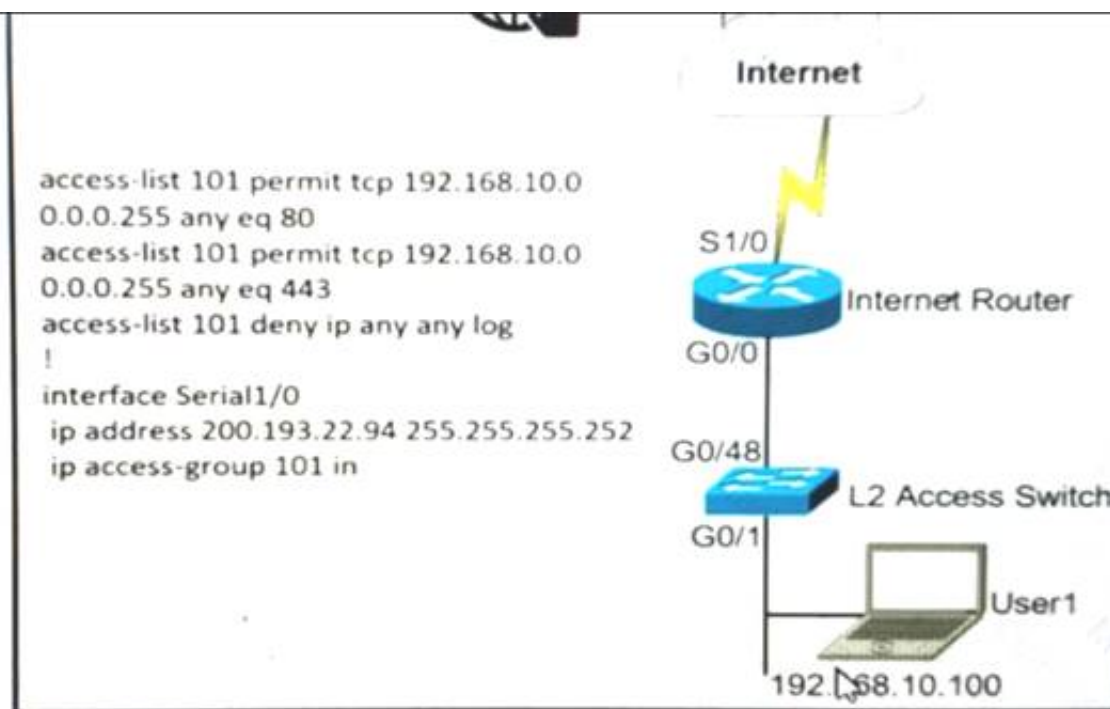 Internet
access-list 101 permit tcp 192.168.10.0
0.0.0.255 any eq 80
access-list 101 permit tcp 192.168.10.0
0.0.0.255 any eq 443
access-list 101 deny ip any any log
!
interface Serial1/0
ip address 200.193.22.94 255.255.255.252
ip access-group 101 in
S1/0
Internet Router
G0/0
G0/48
L2 Access Switch
G0/1
User1
68.10.100